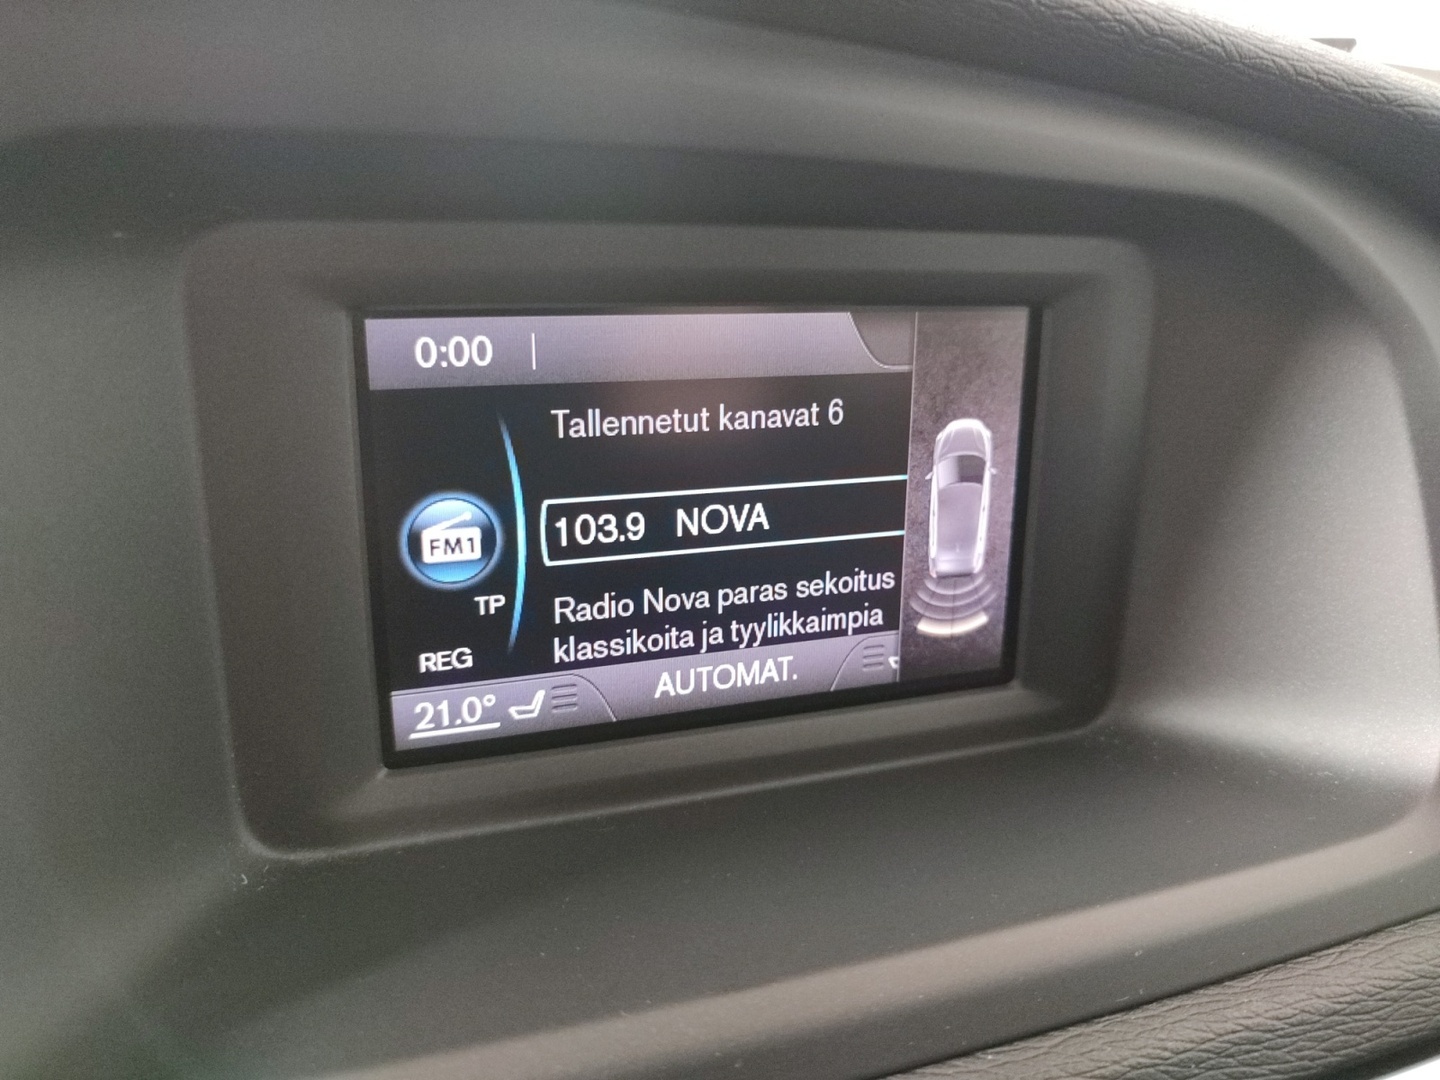 0:00
Tallennetut kanavat 6
103.9 NOVA
FM1
TP
Radio Nova paras sekoitus
klassikoita ja tyylikkaimpia
REG
AUTOMAT.
21.0°